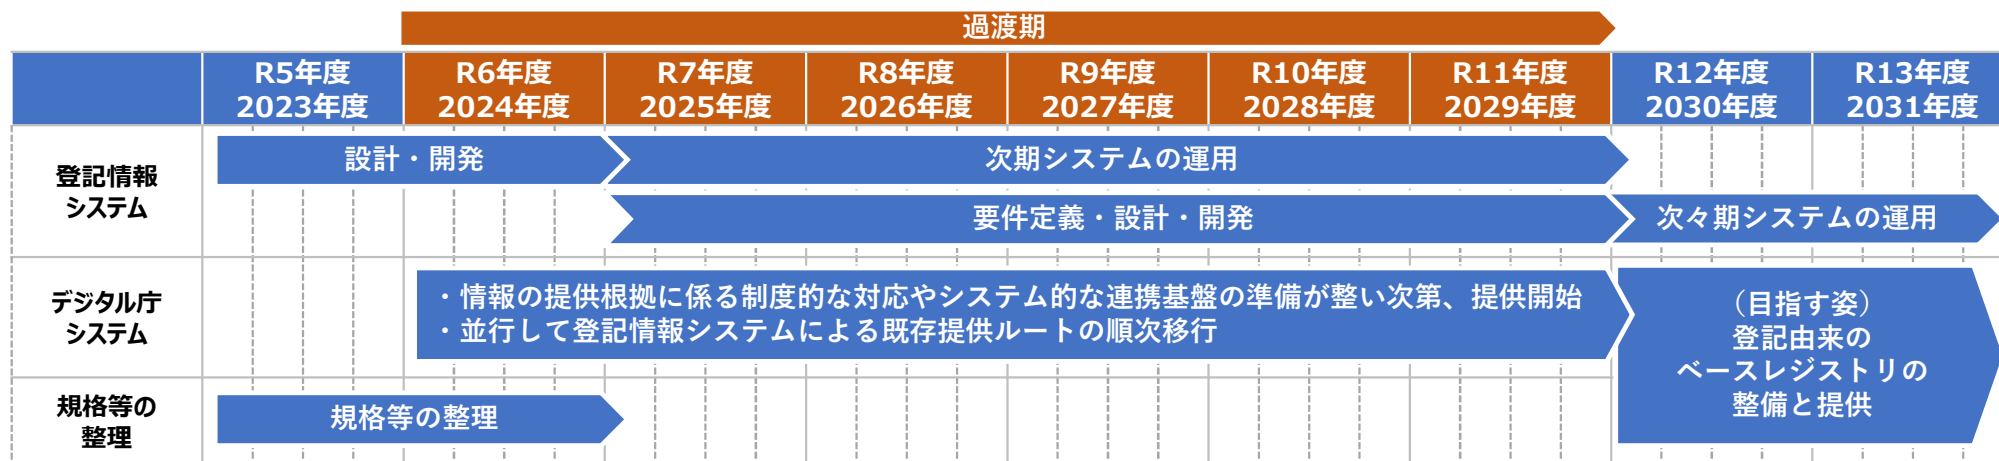 過渡期
R5年度
2023年度
R6年度
2024年度
R7年度
2025年度
R8年度
2026年度
R9年度
2027年度
R10年度
2028年度
R11年度
2029年度
R12年度
2030年度
R13年度
2031年度
登記情報
システム
設計・開発
次期システムの運用
要件定義・設計・開発
次々期システムの運用
デジタル庁
システム
・情報の提供根拠に係る制度的な対応やシステム的な連携基盤の準備が整い次第、提供開始
・並行して登記情報システムによる既存提供ルートの順次移行
（目指す姿）
登記由来の
ベースレジストリの
整備と提供
規格等の
整理
規格等の整理